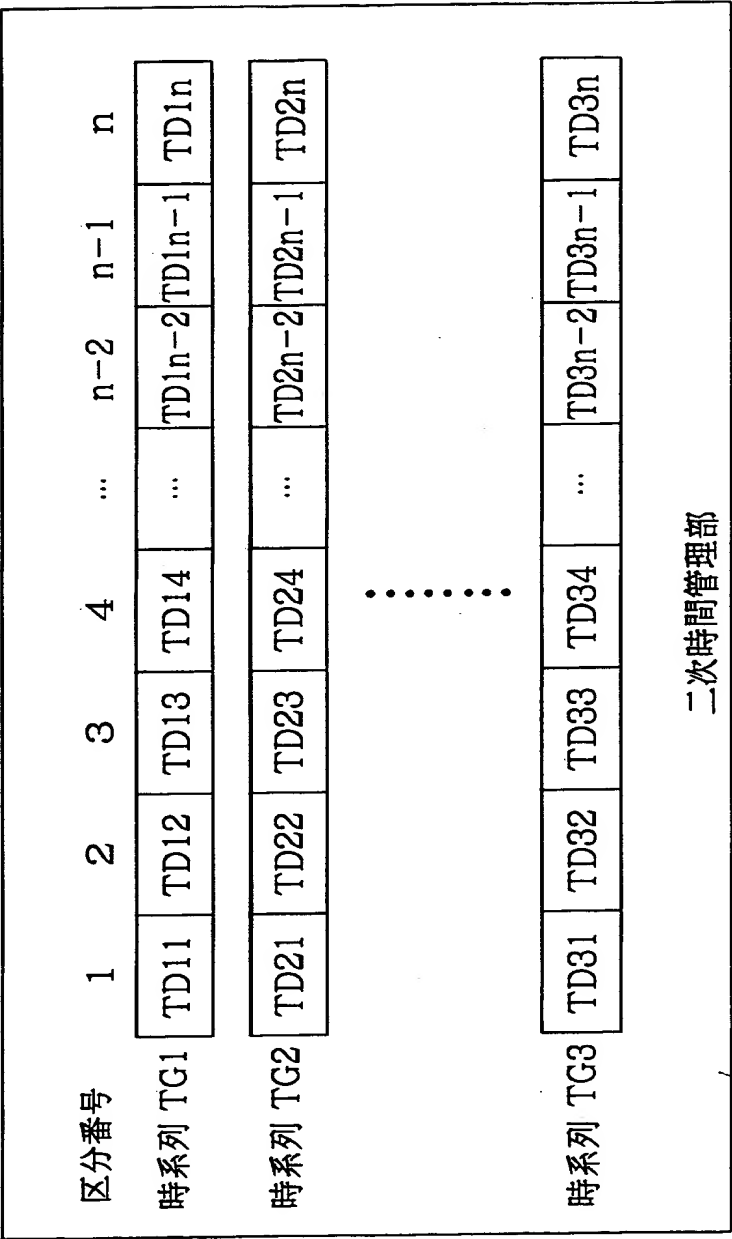 区分番号 1 2 3 4 … n-2 n-1 n
時系列 TG1 TD11 TD12 TD13 TD14 … TD1n-2 TD1n-1 TD1n
時系列 TG2 TD21 TD22 TD23 TD24 … TD2n-2 TD2n-1 TD2n
時系列 TG3 TD31 TD32 TD33 TD34 … TD3n-2 TD3n-1 TD3n
二次時間管理部